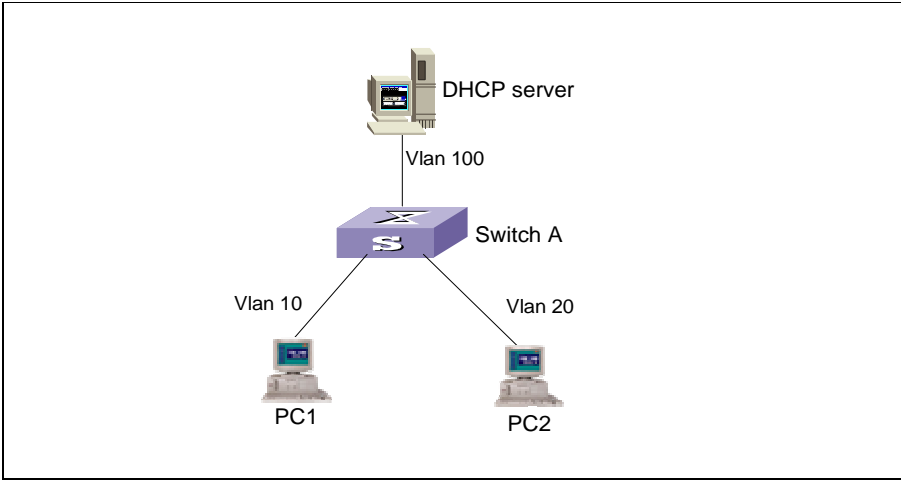 DHCP server
Vlan 100
Switch A
S
Vlan 10
Vlan 20
PC1
PC2